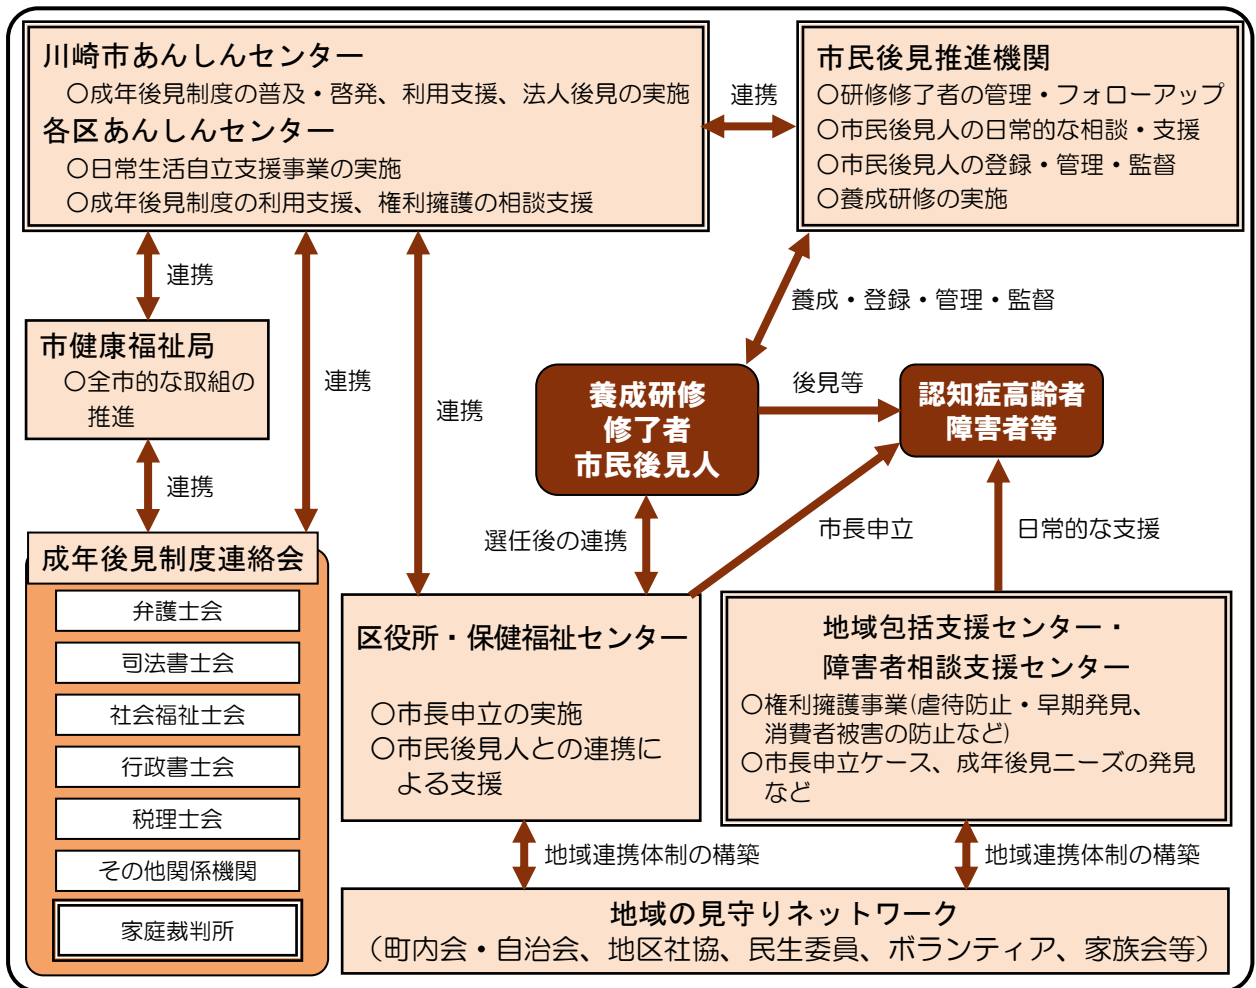 川崎市あんしんセンター
○成年後見制度の普及・啓発、利用支援、法人後見の実施
各区あんしんセンター
○日常生活自立支援事業の実施
○成年後見制度の利用支援、権利擁護の相談支援
連携
市民後見推進機関
○研修修了者の管理・フォローアップ
○市民後見人の日常的な相談・支援
○市民後見人の登録・管理・監督
○養成研修の実施
連携
連携
連携
養成・登録・管理・監督
市健康福祉局
○全市的な取組の
推進
連携
養成研修
修了者
市民後見人
後見等
認知症高齢者
障害者等
選任後の連携
市長申立
日常的な支援
成年後見制度連絡会
弁護士会
司法書士会
社会福祉士会
行政書士会
税理士会
その他関係機関
家庭裁判所
区役所・保健福祉センター
○市長申立の実施
○市民後見人との連携に
よる支援
地域包括支援センター・
障害者相談支援センター
○権利擁護事業(虐待防止・早期発見、
消費者被害の防止など)
○市長申立ケース、成年後見ニーズの発見
など
地域連携体制の構築
地域連携体制の構築
地域の見守りネットワーク
（町内会・自治会、地区社協、民生委員、ボランティア、家族会等）